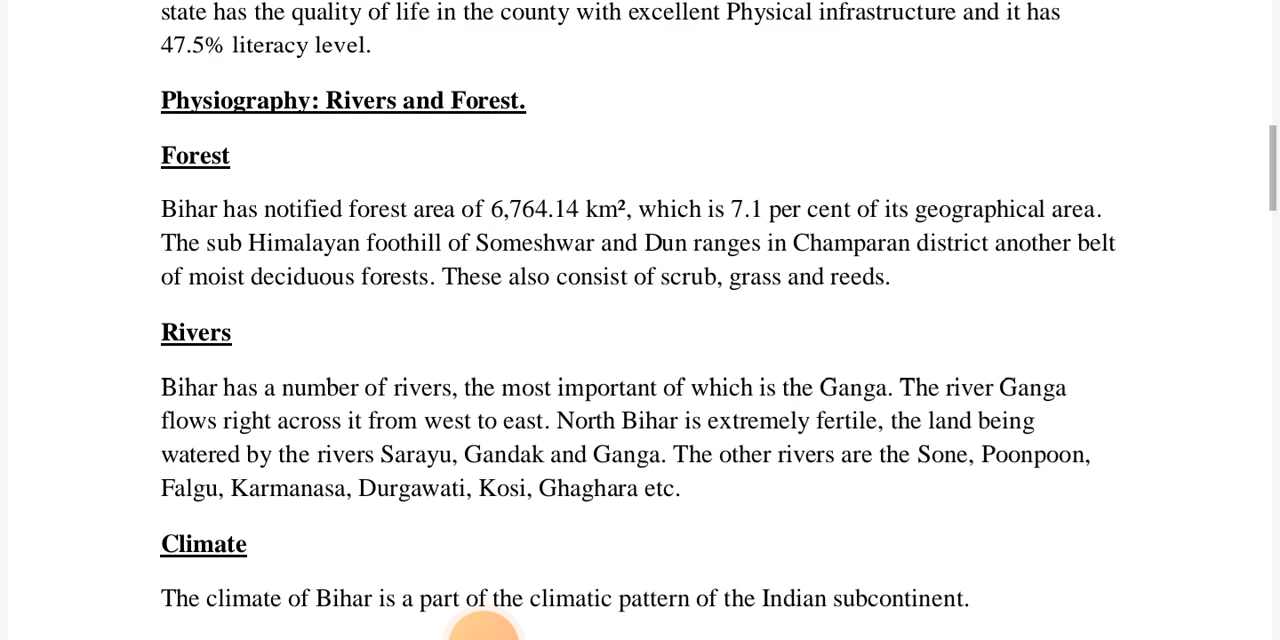 state has the quality of life in the county with excellent Physical infrastructure and it has
47.5% literacy level.
Physiography: Rivers and Forest.
Forest
Bihar has notified forest area of 6,764.14 km², which is 7.1 per cent of its geographical area.
The sub Himalayan foothill of Someshwar and Dun ranges in Champaran district another belt
of moist deciduous forests. These also consist of scrub, grass and reeds.
Rivers
Bihar has a number of rivers, the most important of which is the Ganga. The river Ganga
flows right across it from west to east. North Bihar is extremely fertile, the land being
watered by the rivers Sarayu, Gandak and Ganga. The other rivers are the Sone, Poonpoon,
Falgu, Karmanasa, Durgawati, Kosi, Ghaghara etc.
Climate
The climate of Bihar is a part of the climatic pattern of the Indian subcontinent.